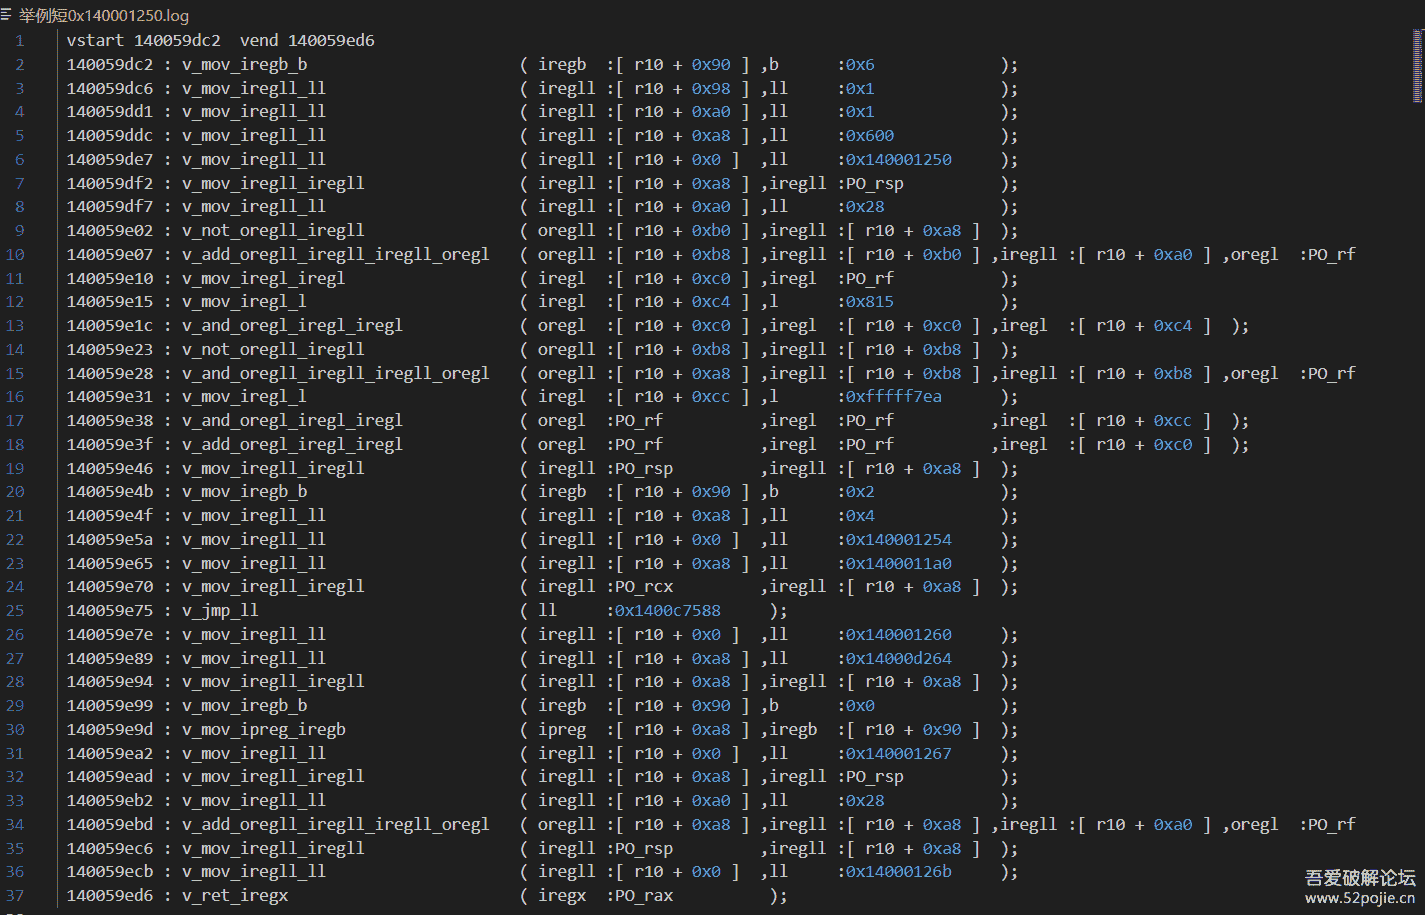 举例短0x140001250.log
1 vstart 140059dc2 vend 140059ed6
2 140059dc2 : v_mov_iregb_b ( iregb :[ r10 + 0x90 ] ,b :0x6 );
3 140059dc6 : v_mov_iregll_ll ( iregll :[ r10 + 0x98 ] ,ll :0x1 );
4 140059dd1 : v_mov_iregll_ll ( iregll :[ r10 + 0xa0 ] ,ll :0x1 );
5 140059ddc : v_mov_iregll_ll ( iregll :[ r10 + 0xa8 ] ,ll :0x600 );
6 140059de7 : v_mov_iregll_ll ( iregll :[ r10 + 0x0 ] ,ll :0x140001250 );
7 140059df2 : v_mov_iregll_iregll ( iregll :[ r10 + 0xa8 ] ,iregll :PO_rsp );
8 140059df7 : v_mov_iregll_ll ( iregll :[ r10 + 0xa0 ] ,ll :0x28 );
9 140059e02 : v_not_oregll_iregll ( oregll :[ r10 + 0xb0 ] ,iregll :[ r10 + 0xa8 ] );
10 140059e07 : v_add_oregll_iregll_iregll_oregl ( oregll :[ r10 + 0xb8 ] ,iregll :[ r10 + 0xb0 ] ,iregll :[ r10 + 0xa0 ] ,oregl :PO_rf
11 140059e10 : v_mov_iregl_iregl ( iregl :[ r10 + 0xc0 ] ,iregl :PO_rf );
12 140059e15 : v_mov_iregl_l ( iregl :[ r10 + 0xc4 ] ,l :0x815 );
13 140059e1c : v_and_oregl_iregl_iregl ( oregl :[ r10 + 0xc0 ] ,iregl :[ r10 + 0xc0 ] ,iregl :[ r10 + 0xc4 ] );
14 140059e23 : v_not_oregll_iregll ( oregll :[ r10 + 0xb8 ] ,iregll :[ r10 + 0xb8 ] );
15 140059e28 : v_and_oregll_iregll_iregll_oregl ( oregll :[ r10 + 0xa8 ] ,iregll :[ r10 + 0xb8 ] ,iregll :[ r10 + 0xb8 ] ,oregl :PO_rf
16 140059e31 : v_mov_iregl_l ( iregl :[ r10 + 0xcc ] ,l :0xfffff7ea );
17 140059e38 : v_and_oregl_iregl_iregl ( oregl :PO_rf ,iregl :PO_rf ,iregl :[ r10 + 0xcc ] );
18 140059e3f : v_add_oregl_iregl_iregl ( oregl :PO_rf ,iregl :PO_rf ,iregl :[ r10 + 0xc0 ] );
19 140059e46 : v_mov_iregll_iregll ( iregll :PO_rsp ,iregll :[ r10 + 0xa8 ] );
20 140059e4b : v_mov_iregb_b ( iregb :[ r10 + 0x90 ] ,b :0x2 );
21 140059e4f : v_mov_iregll_ll ( iregll :[ r10 + 0xa8 ] ,ll :0x4 );
22 140059e5a : v_mov_iregll_ll ( iregll :[ r10 + 0x0 ] ,ll :0x140001254 );
23 140059e65 : v_mov_iregll_ll ( iregll :[ r10 + 0xa8 ] ,ll :0x1400011a0 );
24 140059e70 : v_mov_iregll_iregll ( iregll :PO_rcx ,iregll :[ r10 + 0xa8 ] );
25 140059e75 : v_jmp_ll ( ll :0x1400c7588 );
26 140059e7e : v_mov_iregll_ll ( iregll :[ r10 + 0x0 ] ,ll :0x140001260 );
27 140059e89 : v_mov_iregll_ll ( iregll :[ r10 + 0xa8 ] ,ll :0x14000d264 );
28 140059e94 : v_mov_iregll_iregll ( iregll :[ r10 + 0xa8 ] ,iregll :[ r10 + 0xa8 ] );
29 140059e99 : v_mov_iregb_b ( iregb :[ r10 + 0x90 ] ,b :0x0 );
30 140059e9d : v_mov_ipreg_iregb ( ipreg :[ r10 + 0xa8 ] ,iregb :[ r10 + 0x90 ] );
31 140059ea2 : v_mov_iregll_ll ( iregll :[ r10 + 0x0 ] ,ll :0x140001267 );
32 140059ead : v_mov_iregll_iregll ( iregll :[ r10 + 0xa8 ] ,iregll :PO_rsp );
33 140059eb2 : v_mov_iregll_ll ( iregll :[ r10 + 0xa0 ] ,ll :0x28 );
34 140059ebd : v_add_oregll_iregll_iregll_oregl ( oregll :[ r10 + 0xa8 ] ,iregll :[ r10 + 0xa8 ] ,iregll :[ r10 + 0xa0 ] ,oregl :PO_rf
35 140059ec6 : v_mov_iregll_iregll ( iregll :PO_rsp ,iregll :[ r10 + 0xa8 ] );
36 140059ecb : v_mov_iregll_ll ( iregll :[ r10 + 0x0 ] ,ll :0x14000126b );
37 140059ed6 : v_ret_iregx ( iregx :PO_rax );
吾爱破解论坛
www.52pojie.cn